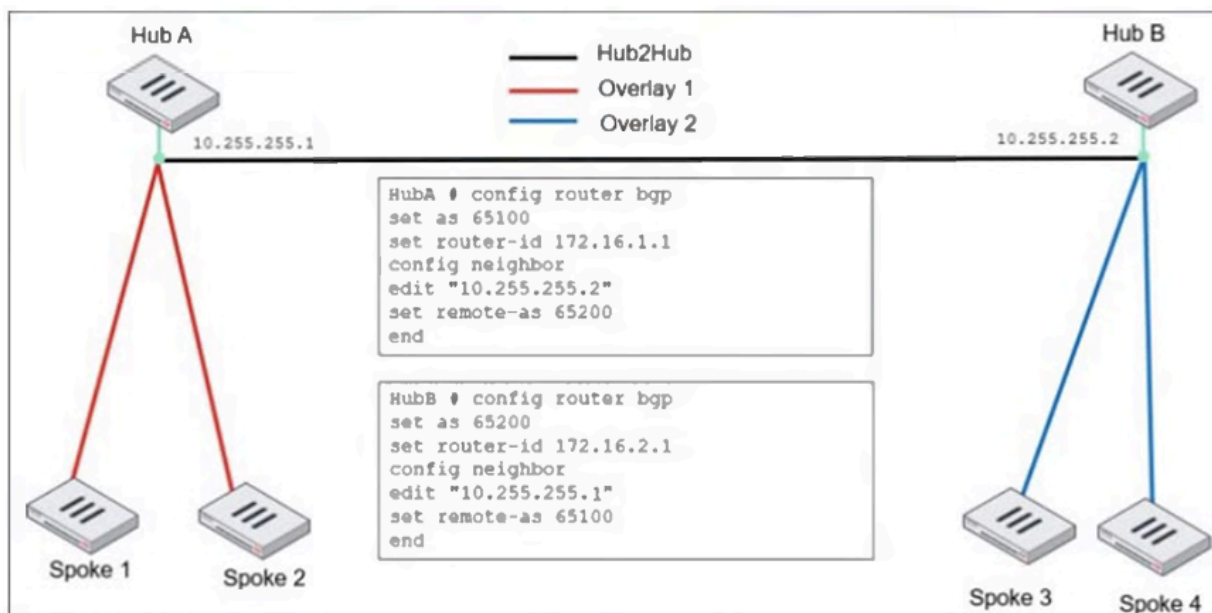 Hub A
Hub B
Hub2Hub
Overlay 1
Overlay 2
10.255.255.1
10.255.255.2
HubA # config router bgp
set as 65100
set router-id 172.16.1.1
config neighbor
edit "10.255.255.2"
set remote-as 65200
end
HubB # config router bgp
set as 65200
set router-id 172.16.2.1
config neighbor
edit "10.255.255.1"
set remote-as 65100
end
Spoke 1
Spoke 2
Spoke 3
Spoke 4